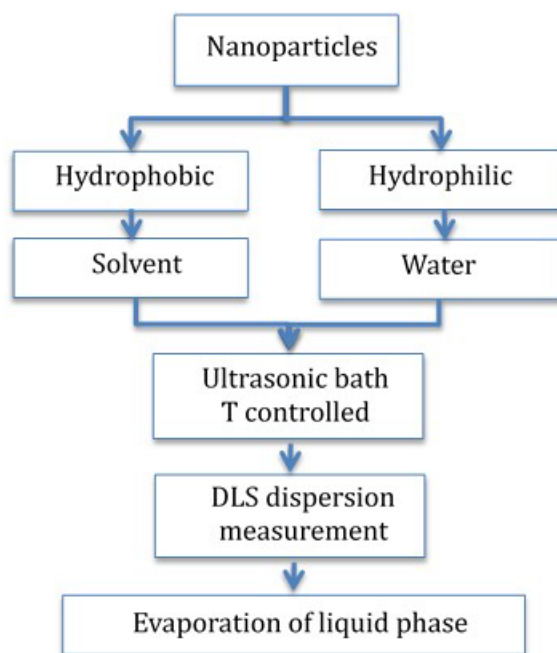 Nanoparticles
Hydrophobic
Hydrophilic
Solvent
Water
Ultrasonic bath
T controlled
DLS dispersion
measurement
Evaporation of liquid phase